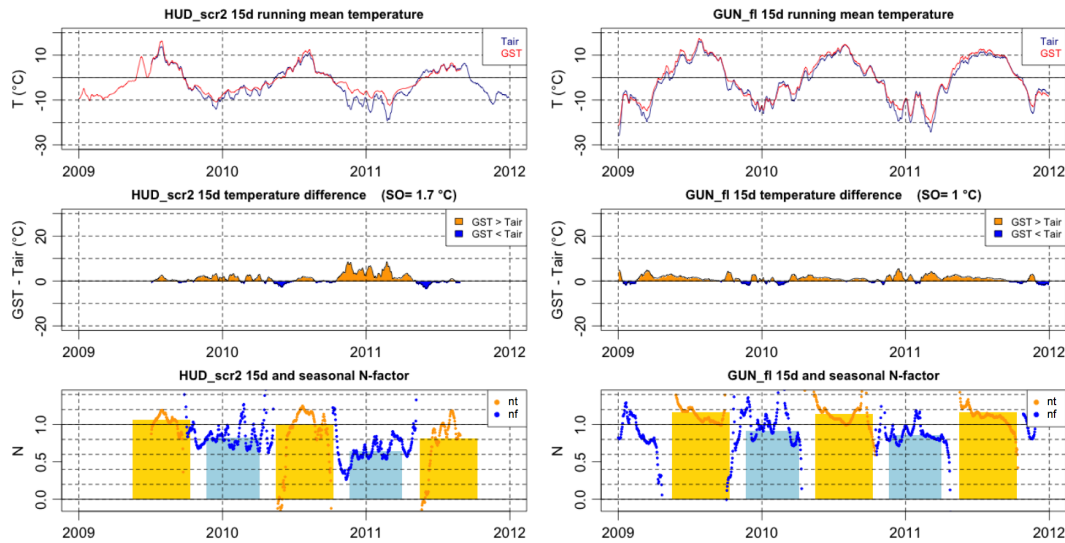 HUD_scr2 15d running mean temperature
T (°C)
10
-10
-30
Tair
GST
2009 2010 2011 2012
GUN_fl 15d running mean temperature
T (°C)
10
-10
-30
Tair
GST
2009 2010 2011 2012
HUD_scr2 15d temperature difference (SO= 1.7 °C)
GST - Tair (°C)
20
0
-20
GST > Tair
GST < Tair
2009 2010 2011 2012
GUN_fl 15d temperature difference (SO= 1 °C)
GST - Tair (°C)
20
0
-20
GST > Tair
GST < Tair
2009 2010 2011 2012
HUD_scr2 15d and seasonal N-factor
N
1.0
0.5
0.0
nt
nf
2009 2010 2011 2012
GUN_fl 15d and seasonal N-factor
N
1.0
0.5
0.0
nt
nf
2009 2010 2011 2012